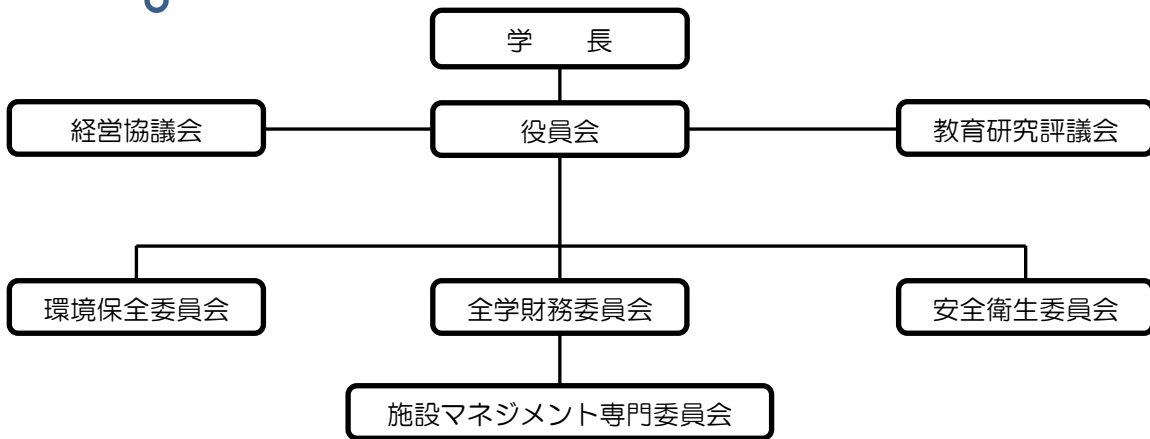 学　　長
経営協議会
役員会
教育研究評議会
環境保全委員会
全学財務委員会
安全衛生委員会
施設マネジメント専門委員会